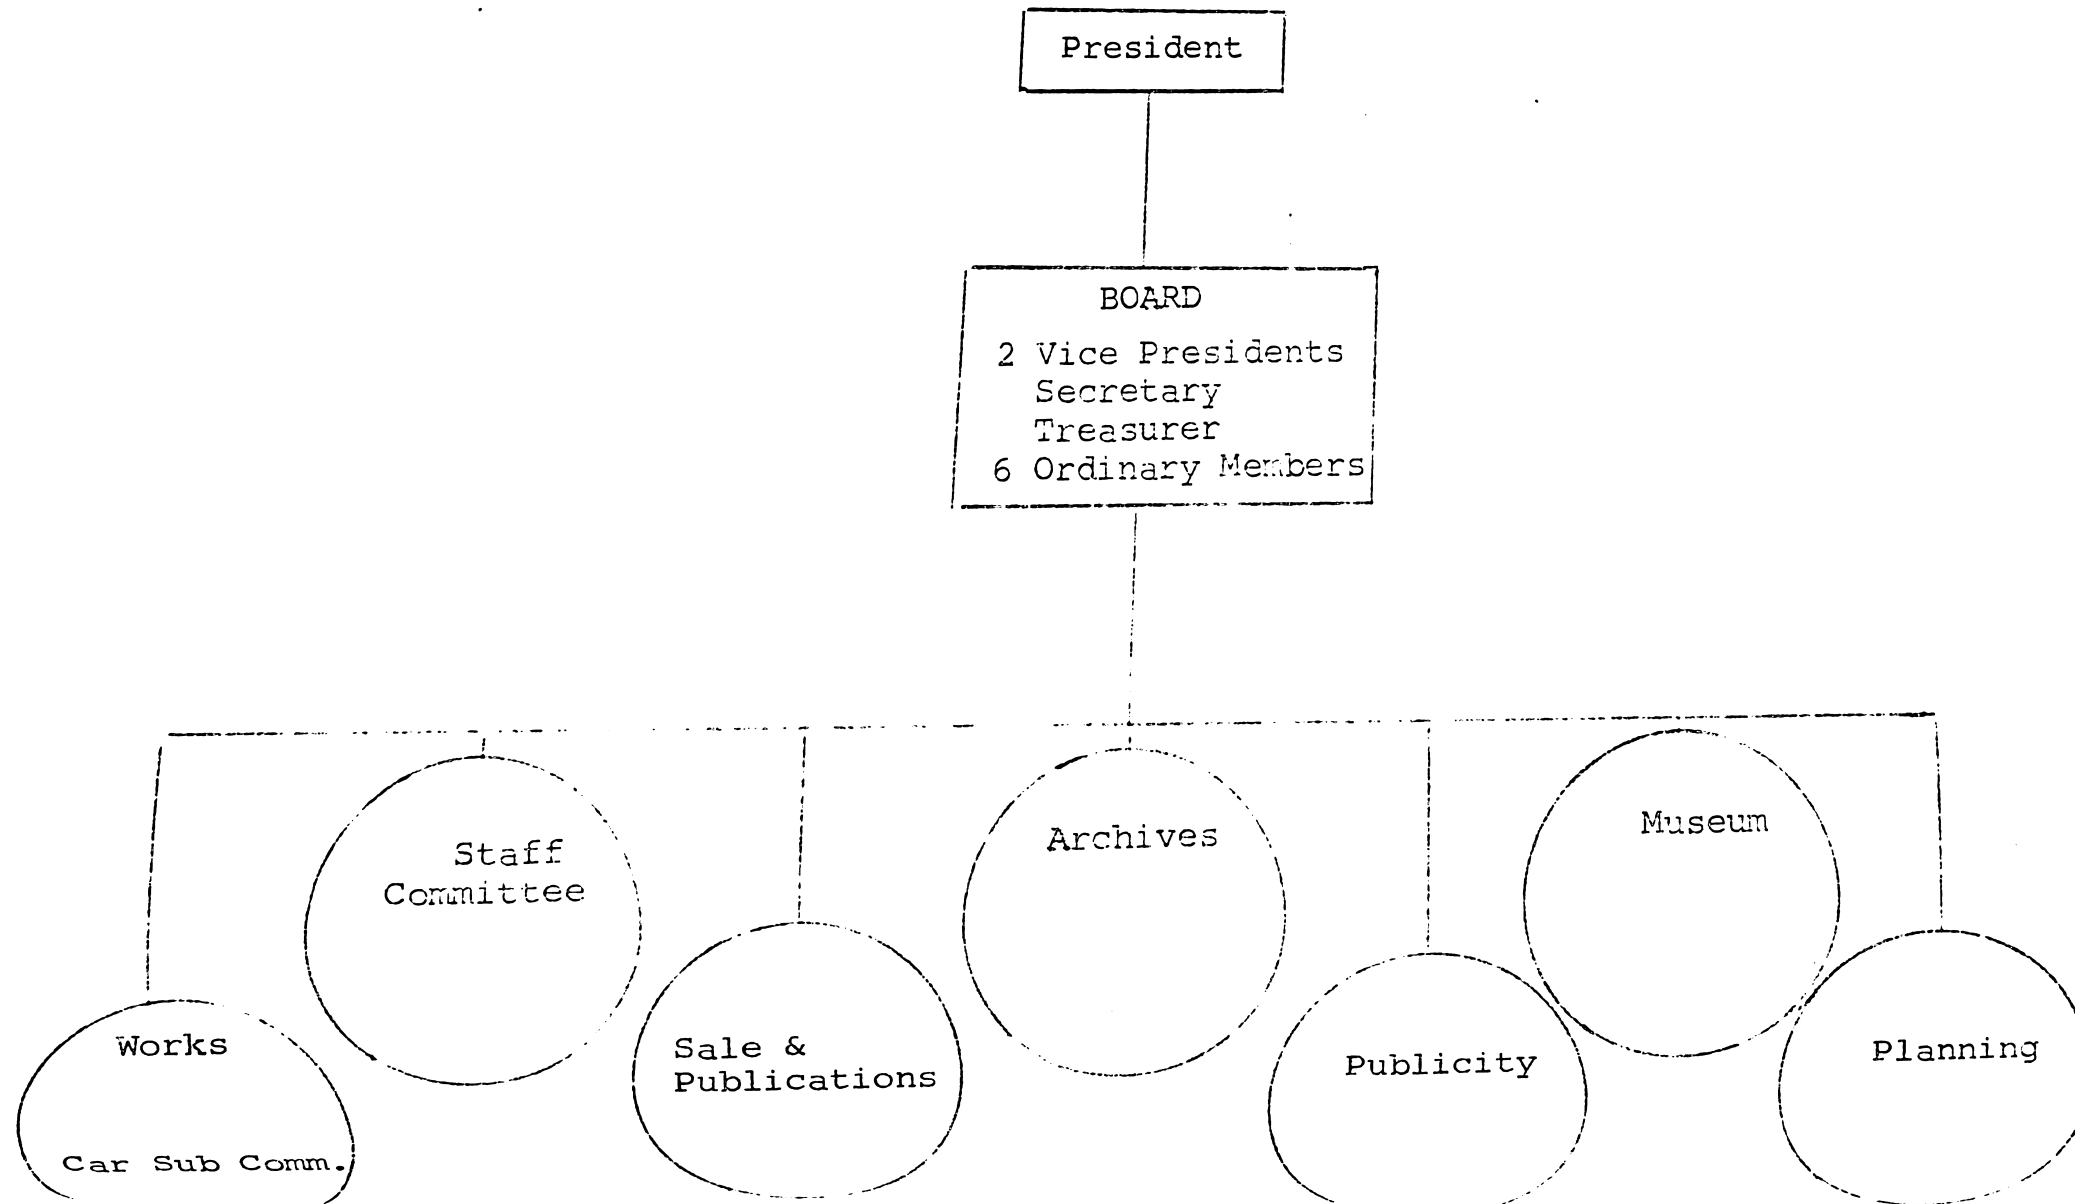 President
BOARD
2 Vice Presidents
Secretary
Treasurer
6 Ordinary Members
Staff
Committee
Archives
Museum
Works
Car Sub Comm.
Sale &
Publications
Publicity
Planning